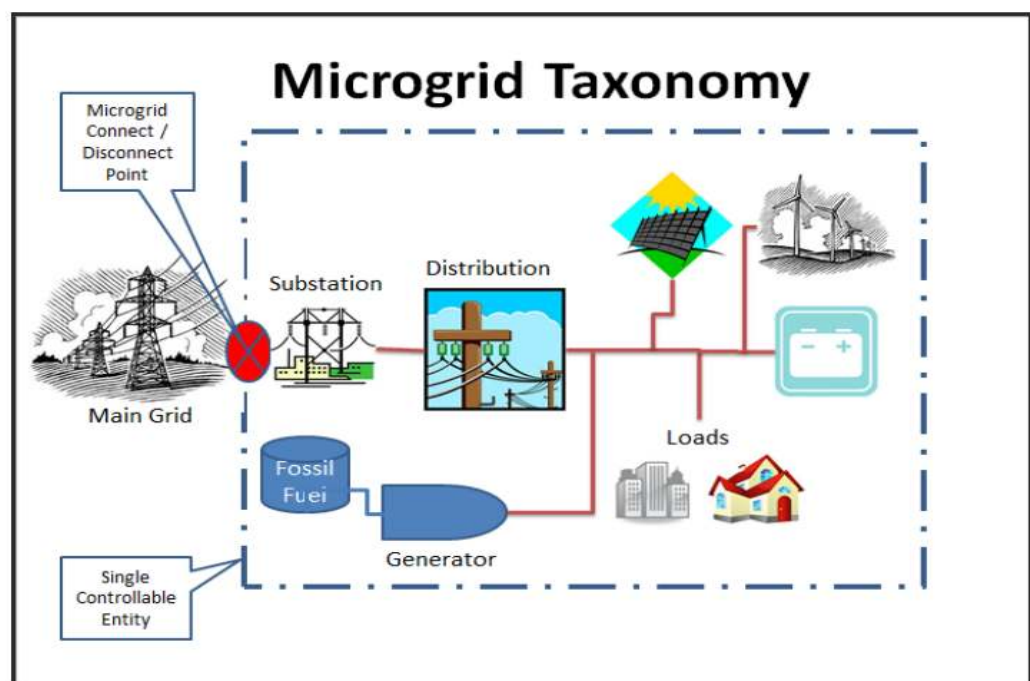 Microgrid Taxonomy
Microgrid
Connect /
Disconnect
Point
Substation
Distribution
Main Grid
Loads
Fossil
Fuei
Generator
Single
Controllable
Entity